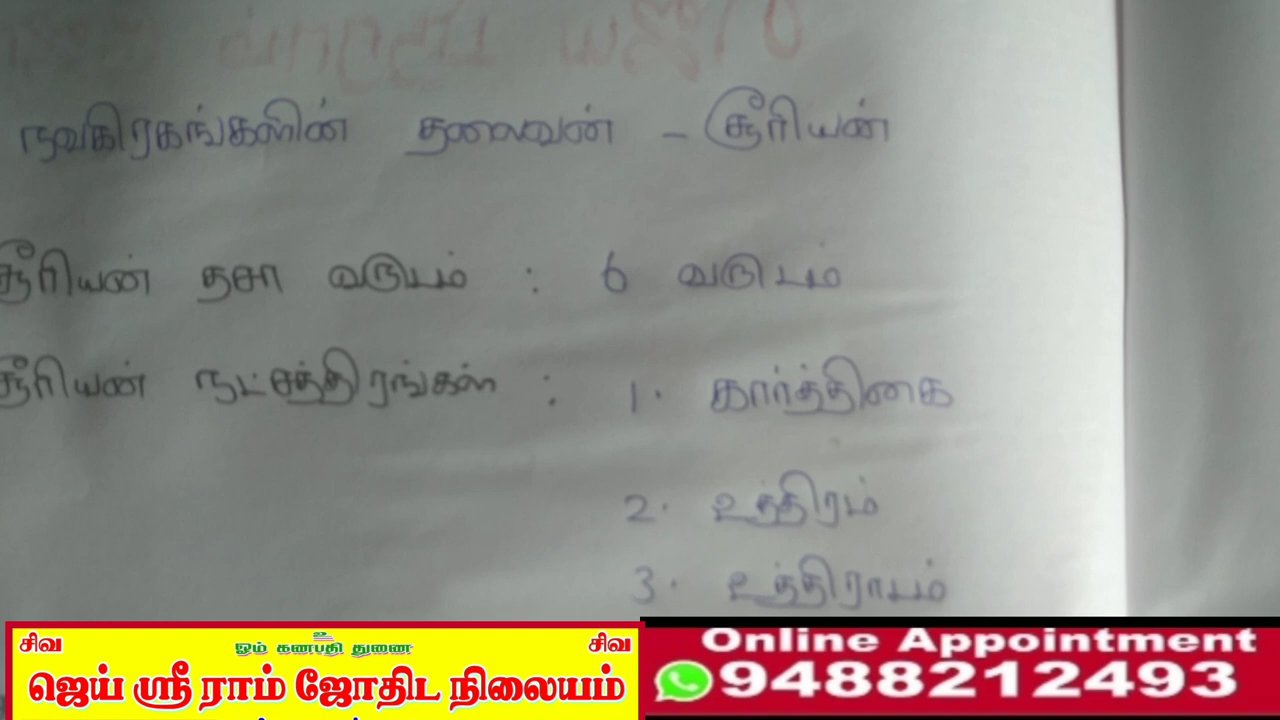 நவகிரகங்களின் தலைவன் - சூரியன்
சூரியன் தசா வருடம் : 6 வருடம்
சூரியன் நட்சத்திரங்கள் : 1. கார்த்திகை
2. உத்திரம்
3. உத்திராடம்
சிவ ஓம் கணபதி துணை சிவ
ஜெய் ஸ்ரீ ராம் ஜோதிட நிலையம்
Online Appointment
9488212493